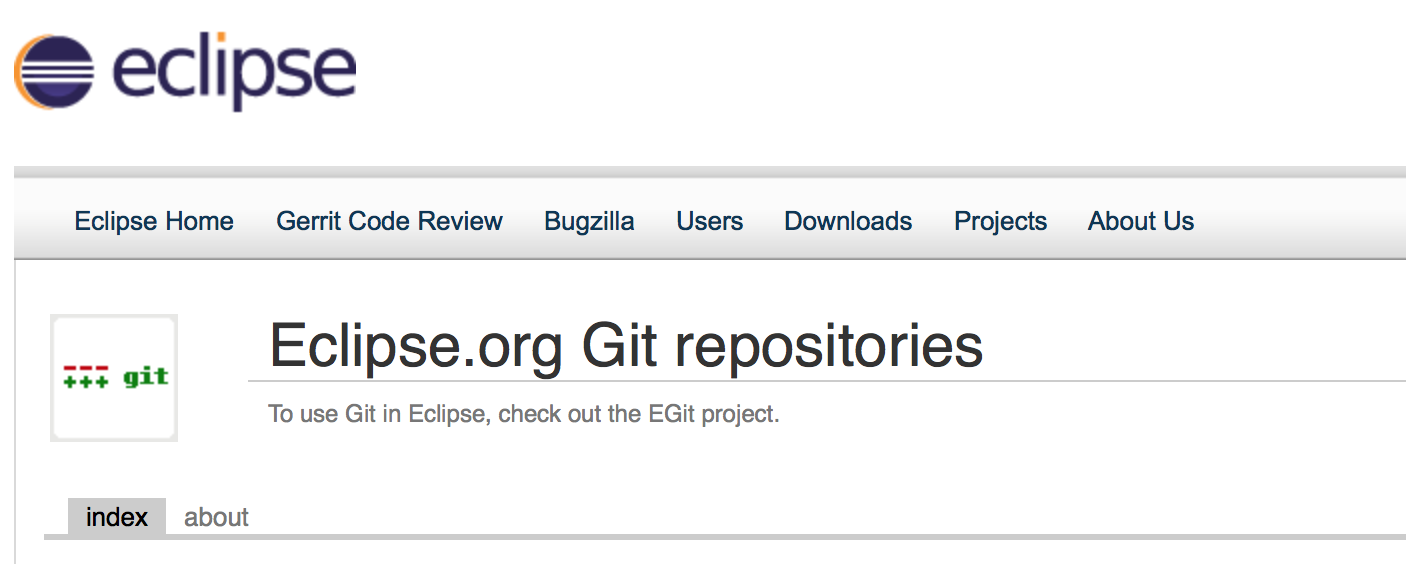 eclipse
Eclipse Home Gerrit Code Review Bugzilla Users Downloads Projects About Us
git
Eclipse.org Git repositories
To use Git in Eclipse, check out the EGit project.
index about